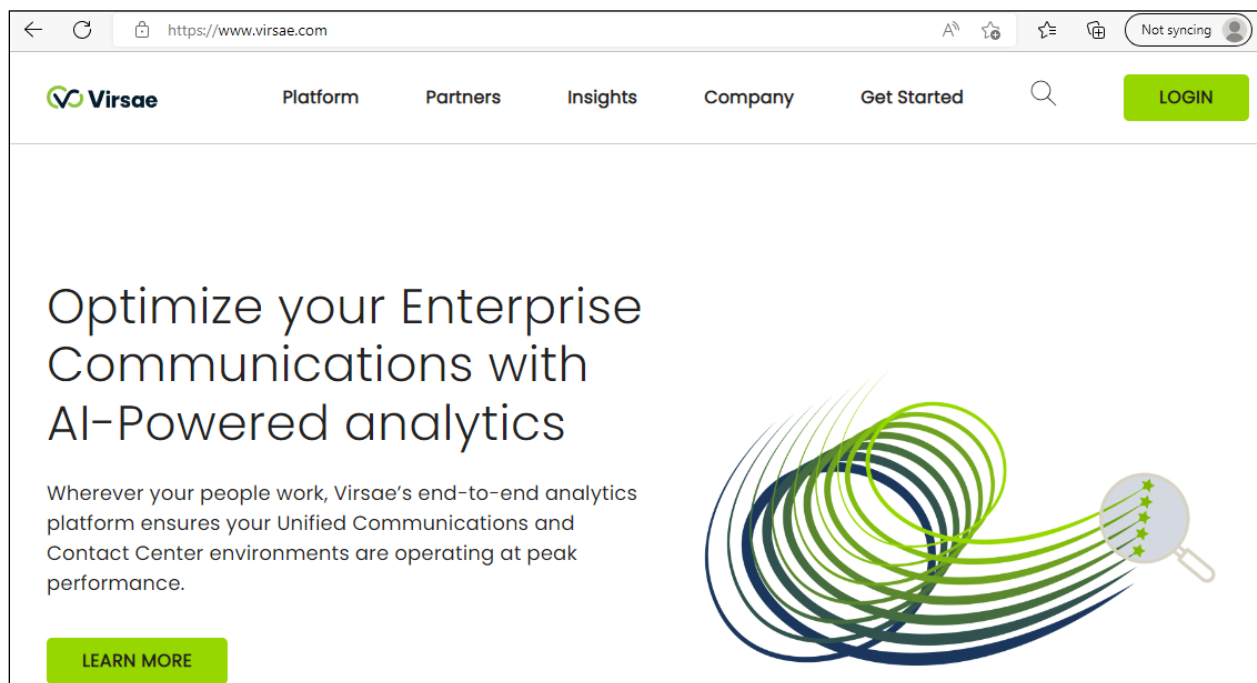 https://www.virsae.com
Not syncing
Virsae
Platform
Partners
Insights
Company
Get Started
LOGIN
Optimize your Enterprise
Communications with
AI-Powered analytics
Wherever your people work, Virsae's end-to-end analytics
platform ensures your Unified Communications and
Contact Center environments are operating at peak
performance.
LEARN MORE